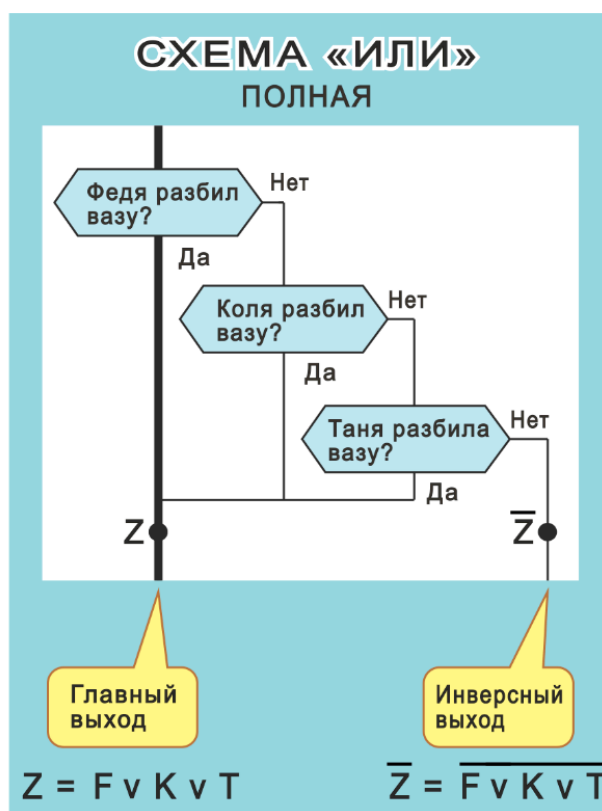 СХЕМА «ИЛИ»
ПОЛНАЯ
Федя разбил
вазу?
Нет
Да
Коля разбил
вазу?
Нет
Да
Таня разбила
вазу?
Нет
Да
Z
Z̅
Главный
выход
Инверсный
выход
Z = F v K v T
Z̅ = F̅ ̅v̅ ̅K̅ ̅v̅ ̅T̅